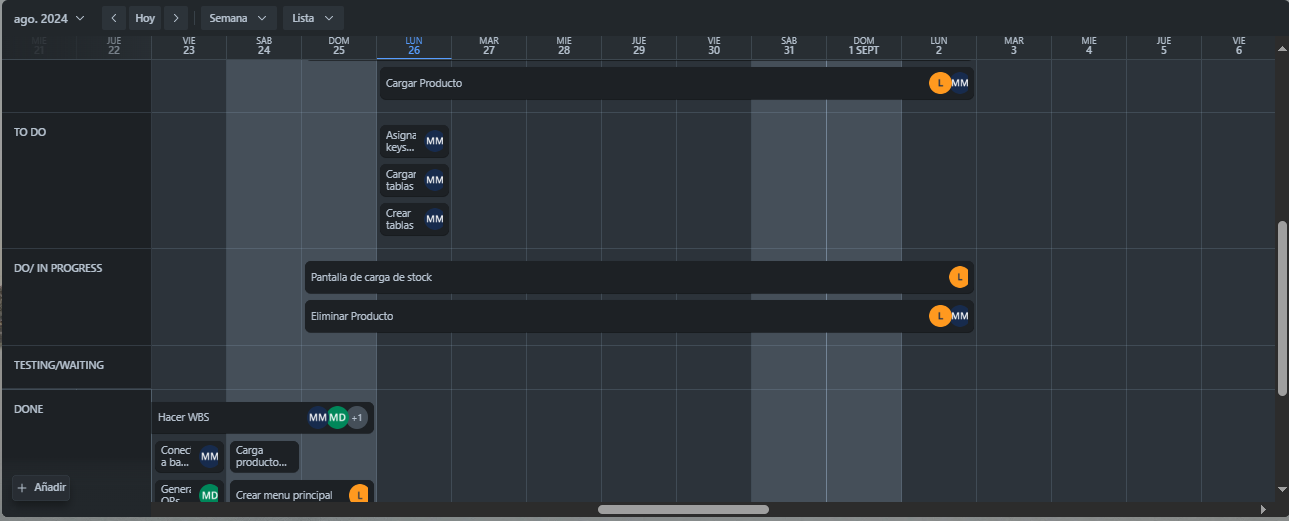 ago. 2024
Hoy
Semana
Lista
MIE
21
JUE
22
VIE
23
SÁB
24
DOM
25
LUN
26
MAR
27
MIE
28
JUE
29
VIE
30
SÁB
31
DOM
1 SEPT
LUN
2
MAR
3
MIE
4
JUE
5
VIE
6
Cargar Producto
L
MM
TO DO
Asigna
keys...
MM
Cargar
tablas
MM
Crear
tablas
MM
DO/ IN PROGRESS
Pantalla de carga de stock
L
Eliminar Producto
L
MM
TESTING/WAITING
DONE
Hacer WBS
MM
MD
+1
Conect
a ba...
MM
Carga
producto...
+ Añadir
Genera
MD
Crear menu principal
L